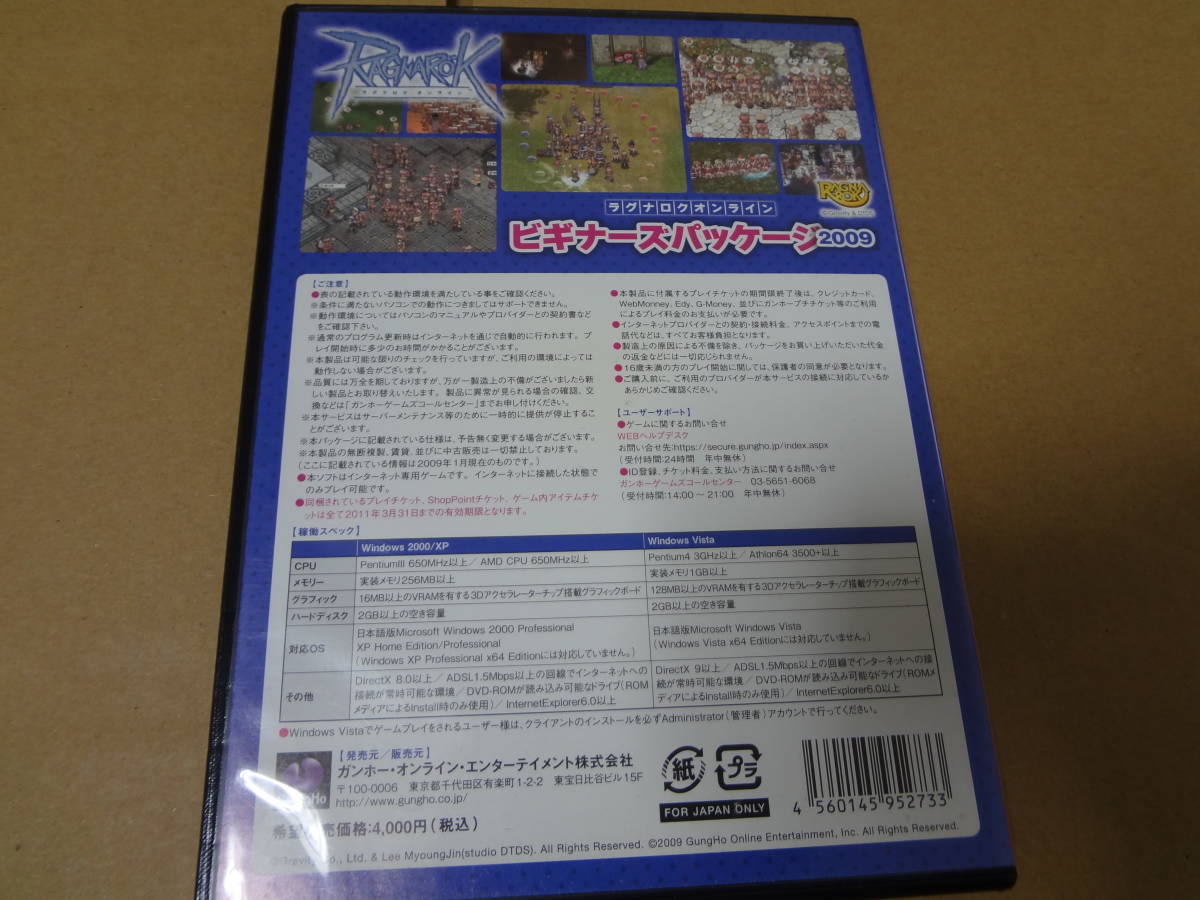 RAGNAROK
ラグナロク オンライン
RAGNAROK
©Gravity & DTDS
ラグナロクオンライン
ビギナーズパッケージ2009
【ご注意】
●表の記載されている動作環境を満たしている事をご確認ください。
※条件に満たないパソコンでの動作につきましてはサポートできません。
※動作環境についてはパソコンのマニュアルやプロバイダーとの契約書など
をご確認下さい。
※通常のプログラム更新時はインターネットを通じて自動的に行われます。プ
レイ開始時に多少のお時間がかかることがございます。
※本製品は可能な限りのチェックを行っていますが、ご利用の環境によっては
動作しない場合がございます。
※品質には万全を期しておりますが、万が一製造上の不備がございましたら新
しい製品とお取り替えいたします。製品に異常が見られる場合の確認、交
換などは「ガンホーゲームズコールセンター」までお申し付けください。
※本サービスはサーバーメンテナンス等のために一時的に提供が停止するこ
とがございます。
※本パッケージに記載されている仕様は、予告無く変更する場合がございます。
※本製品の無断複製、賃貸、並びに中古販売は一切禁止しております。
(ここに記載されている情報は2009年1月現在のものです。)
●本ソフトはインターネット専用ゲームです。インターネットに接続した状態で
のみプレイ可能です。
●同梱されているプレイチケット、ShopPointチケット、ゲーム内アイテムチケ
ットは全て2011年3月31日までの有効期限となります。
●本製品に付属するプレイチケットの期間終了後は、クレジットカード、
WebMonney、Edy、G-Money、並びにガンホープチチケット等のご利用
によるプレイ料金のお支払いが必要です。
●インターネットプロバイダーとの契約・接続料金、アクセスポイントまでの電
話代などは、すべてお客様負担となります。
●製造上の原因による不備を除き、パッケージをお買い上げいただいた代金
の返金などには一切応じられません。
●16歳未満の方のプレイ開始に関しては、保護者の同意が必要となります。
●ご購入前に、ご利用のプロバイダーが本サービスの接続に対応しているか
あらかじめご確認ください。
【ユーザーサポート】
●ゲームに関するお問い合せ
WEBヘルプデスク
お問い合せ先:https://secure.gungho.jp/index.aspx
(受付時間:24時間 年中無休)
●ID登録、チケット料金、支払い方法に関するお問い合せ
ガンホーゲームズコールセンター 03-5651-6068
(受付時間:14:00～21:00 年中無休)
【稼働スペック】
Windows 2000/XP Windows Vista
CPU PentiumIII 650MHz以上/ AMD CPU 650MHz以上 Pentium4 3GHz以上/ Athlon64 3500+以上
メモリー 実装メモリ256MB以上 実装メモリ1GB以上
グラフィック 16MB以上のVRAMを有する3Dアクセラレーターチップ搭載グラフィックボード 128MB以上のVRAMを有する3Dアクセラレーターチップ搭載グラフィックボード
ハードディスク 2GB以上の空き容量 2GB以上の空き容量
対応OS 日本語版Microsoft Windows 2000 Professional
XP Home Edition/Professional
(Windows XP Professional x64 Editionには対応していません。)
日本語版Microsoft Windows Vista
(Windows Vista x64 Editionには対応していません。)
その他 DirectX 8.0以上/ ADSL1.5Mbps以上の回線でインターネットへの
接続が常時可能な環境/ DVD-ROMが読み込み可能なドライブ(ROM
メディアによるInstall時のみ使用)/ InternetExplorer6.0以上
DirectX 9以上/ ADSL1.5Mbps以上の回線でインターネットへの接
続が常時可能な環境/ DVD-ROMが読み込み可能なドライブ(ROMメ
ディアによるInstall時のみ使用)/ InternetExplorer6.0以上
●Windows Vistaでゲームプレイをされるユーザー様は、クライアントのインストールを必ずAdministrator(管理者)アカウントで行ってください。
GungHo
【発売元/販売元】
ガンホー・オンライン・エンターテイメント株式会社
〒100-0006 東京都千代田区有楽町1-2-2 東宝日比谷ビル15F
http://www.gungho.co.jp/
希望小売価格:4,000円(税込)
紙
プラ
FOR JAPAN ONLY
4 560145 952733
©Gravity Co., Ltd. & Lee MyoungJin(studio DTDS). All Rights Reserved. ©2009 GungHo Online Entertainment, Inc. All Rights Reserved.